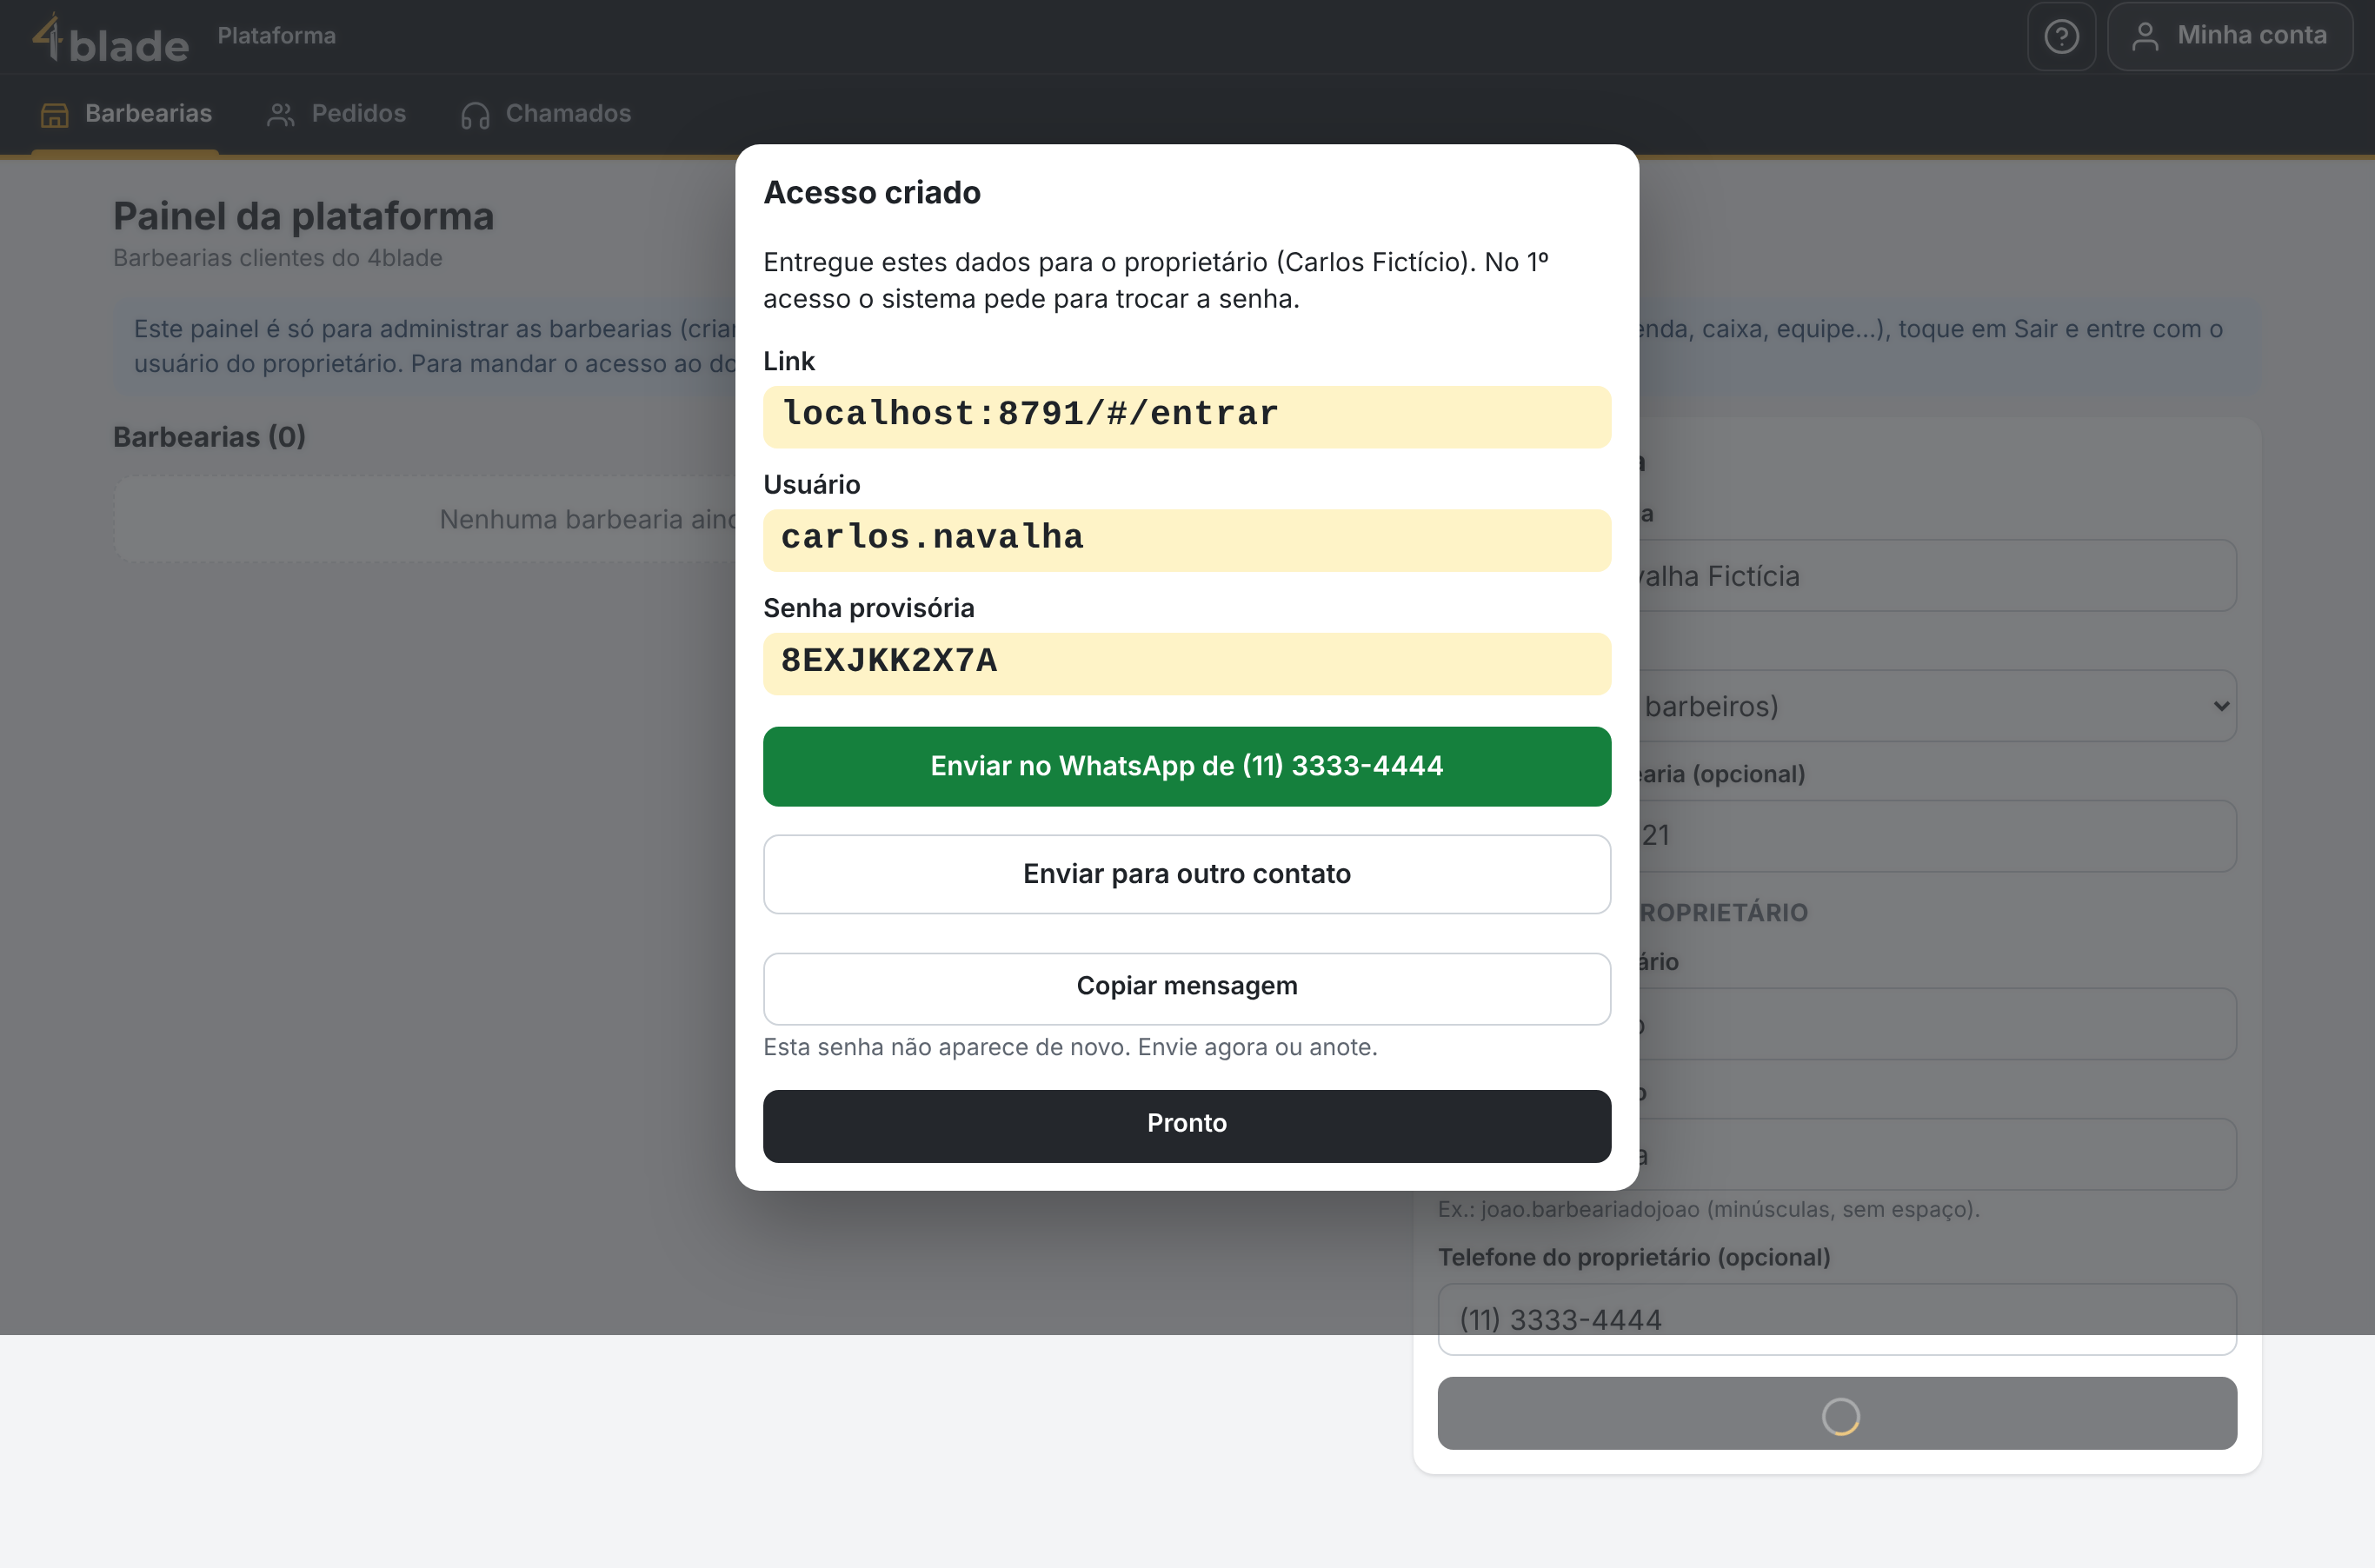 4blade
Plataforma
Minha conta
Barbearias
Pedidos
Chamados
Painel da plataforma
Barbearias clientes do 4blade
Este painel é só para administrar as barbearias (criar
enda, caixa, equipe...), toque em Sair e entre com o
usuário do proprietário. Para mandar o acesso ao do
Barbearias (0)
Nenhuma barbearia ainda
Acesso criado
Entregue estes dados para o proprietário (Carlos Fictício). No 1º
acesso o sistema pede para trocar a senha.
Link
localhost:8791/#/entrar
Usuário
carlos.navalha
Senha provisória
8EXJKK2X7A
Enviar no WhatsApp de (11) 3333-4444
Enviar para outro contato
Copiar mensagem
Esta senha não aparece de novo. Envie agora ou anote.
Pronto
valha Fictícia
barbeiros)
earia (opcional)
21
ROPRIETÁRIO
ário
Ex.: joao.barbeariadojoao (minúsculas, sem espaço).
Telefone do proprietário (opcional)
(11) 3333-4444